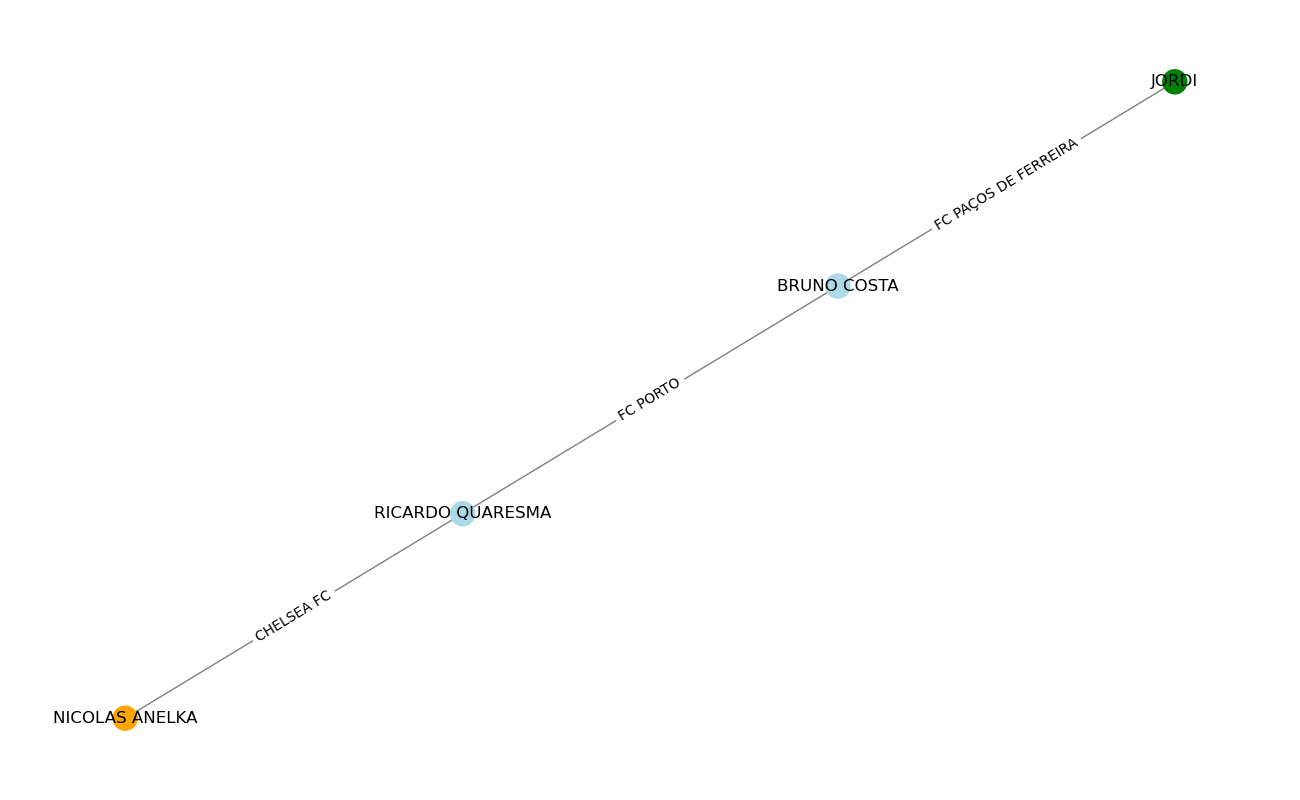 JORDI
FC PAÇOS DE FERREIRA
BRUNO COSTA
FC PORTO
RICARDO QUARESMA
CHELSEA FC
NICOLAS ANELKA